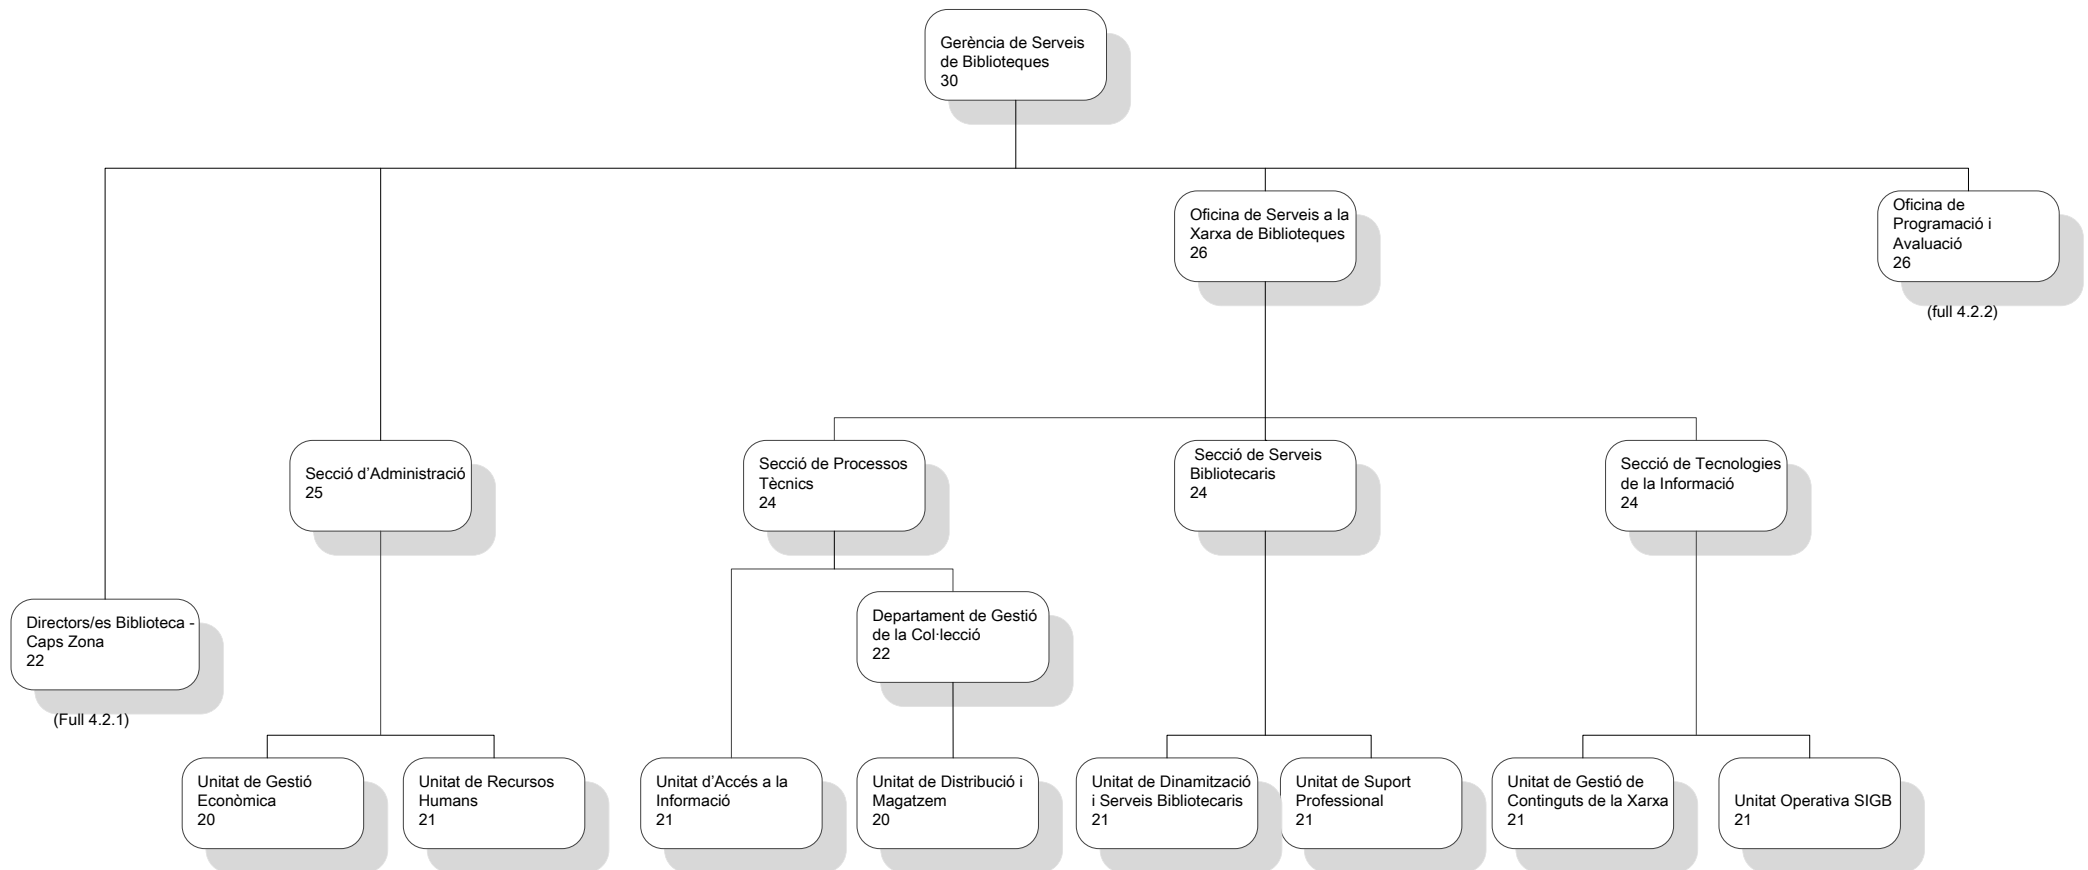 Gerència de Serveis
de Biblioteques
30
Oficina de Serveis a la
Xarxa de Biblioteques
26
Oficina de
Programació i
Avaluació
26
(full 4.2.2)
Secció d’Administració
25
Secció de Processos
Tècnics
24
Secció de Serveis
Bibliotecaris
24
Secció de Tecnologies
de la Informació
24
Directors/es Biblioteca -
Caps Zona
22
(Full 4.2.1)
Departament de Gestió
de la Col·lecció
22
Unitat de Gestió
Econòmica
20
Unitat de Recursos
Humans
21
Unitat d’Accés a la
Informació
21
Unitat de Distribució i
Magatzem
20
Unitat de Dinamització
i Serveis Bibliotecaris
21
Unitat de Suport
Professional
21
Unitat de Gestió de
Continguts de la Xarxa
21
Unitat Operativa SIGB
21